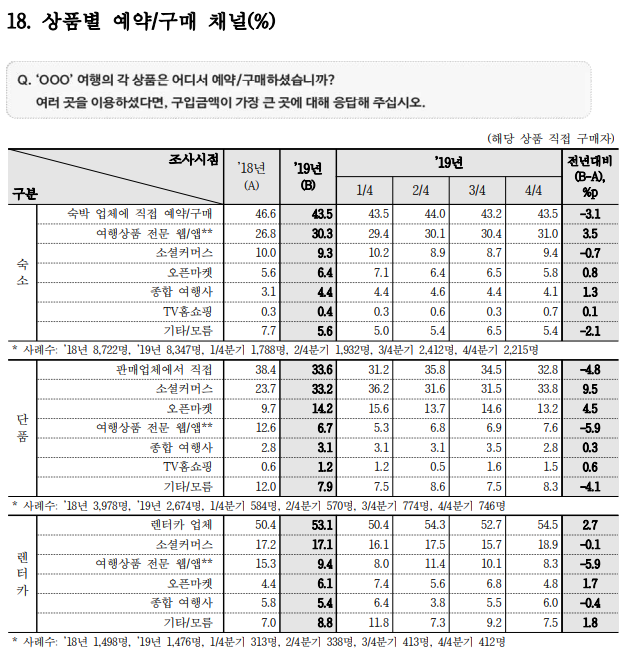 18. 상품별 예약/구매 채널(%)
Q. ‘OOO’ 여행의 각 상품은 어디서 예약/구매하셨습니까?
여러 곳을 이용하셨다면, 구입금액이 가장 큰 곳에 대해 응답해 주십시오.
(해당 상품 직접 구매자)
조사시점 구분 ’18년 (A) ’19년 (B) ’19년 전년대비 (B-A), %p
1/4 2/4 3/4 4/4
숙소
숙박 업체에 직접 예약/구매 46.6 43.5 43.5 44.0 43.2 43.5 -3.1
여행상품 전문 웹/앱** 26.8 30.3 29.4 30.1 30.4 31.0 3.5
소셜커머스 10.0 9.3 10.2 8.9 8.7 9.4 -0.7
오픈마켓 5.6 6.4 7.1 6.4 6.5 5.8 0.8
종합 여행사 3.1 4.4 4.4 4.6 4.4 4.1 1.3
TV홈쇼핑 0.3 0.4 0.3 0.6 0.3 0.7 0.1
기타/모름 7.7 5.6 5.0 5.4 6.5 5.4 -2.1
* 사례수: ’18년 8,722명, ’19년 8,347명, 1/4분기 1,788명, 2/4분기 1,932명, 3/4분기 2,412명, 4/4분기 2,215명
단품
판매업체에서 직접 38.4 33.6 31.2 35.8 34.5 32.8 -4.8
소셜커머스 23.7 33.2 36.2 31.6 31.5 33.8 9.5
오픈마켓 9.7 14.2 15.6 13.7 14.6 13.2 4.5
여행상품 전문 웹/앱** 12.6 6.7 5.3 6.8 6.9 7.6 -5.9
종합 여행사 2.8 3.1 3.1 3.1 3.5 2.8 0.3
TV홈쇼핑 0.6 1.2 1.2 0.5 1.6 1.5 0.6
기타/모름 12.0 7.9 7.5 8.6 7.5 8.3 -4.1
* 사례수: ’18년 3,978명, ’19년 2,674명, 1/4분기 584명, 2/4분기 570명, 3/4분기 774명, 4/4분기 746명
렌터카
렌터카 업체 50.4 53.1 50.4 54.3 52.7 54.5 2.7
소셜커머스 17.2 17.1 16.1 17.5 15.7 18.9 -0.1
여행상품 전문 웹/앱** 15.3 9.4 8.0 11.4 10.1 8.3 -5.9
오픈마켓 4.4 6.1 7.4 5.6 6.8 4.8 1.7
종합 여행사 5.8 5.4 6.4 3.8 5.5 6.0 -0.4
기타/모름 7.0 8.8 11.8 7.3 9.2 7.5 1.8
* 사례수: ’18년 1,498명, ’19년 1,476명, 1/4분기 313명, 2/4분기 338명, 3/4분기 413명, 4/4분기 412명